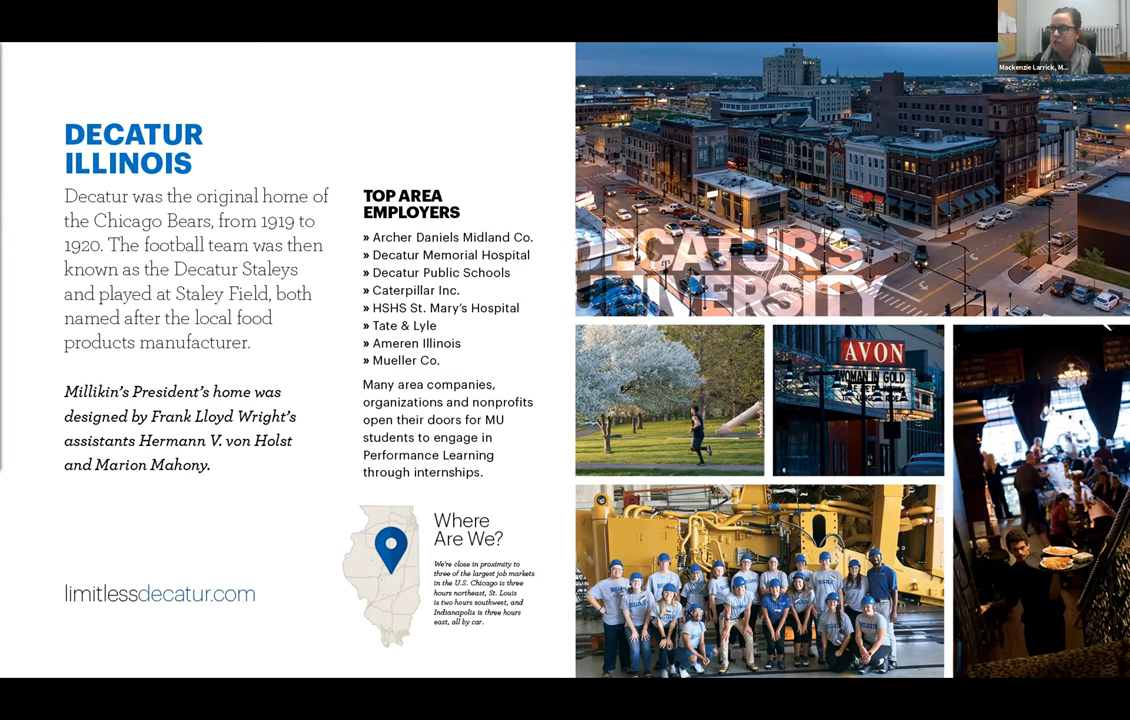 Mackenzie Larrick, M...
DECATUR
ILLINOIS
Decatur was the original home of
the Chicago Bears, from 1919 to
1920. The football team was then
known as the Decatur Staleys
and played at Staley Field, both
named after the local food
products manufacturer.
Millikin's President's home was
designed by Frank Lloyd Wright's
assistants Hermann V. von Holst
and Marion Mahony.
limitlessdecatur.com
TOP AREA
EMPLOYERS
» Archer Daniels Midland Co.
» Decatur Memorial Hospital
» Decatur Public Schools
» Caterpillar Inc.
» HSHS St. Mary's Hospital
» Tate & Lyle
» Ameren Illinois
» Mueller Co.
Many area companies,
organizations and nonprofits
open their doors for MU
students to engage in
Performance Learning
through internships.
Where
Are We?
We're close in proximity to
three of the largest job markets
in the U.S. Chicago is three
hours northeast, St. Louis
is two hours southwest, and
Indianapolis is three hours
east, all by car.
DECATUR'S
UNIVERSITY
AVON
WOMAN IN GOLD